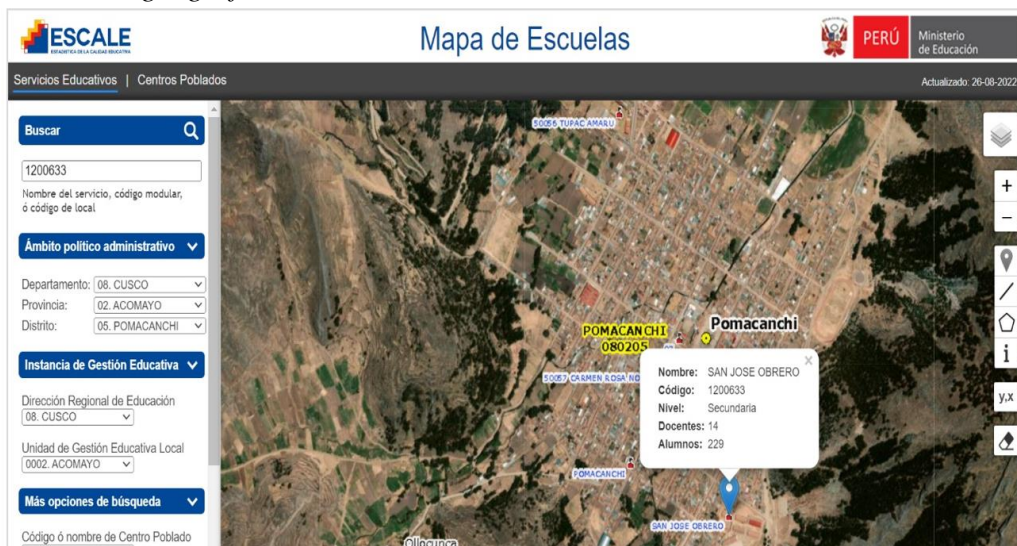 ESCALE
ESTADISTICA DE LA CALIDAD EDUCATIVA
Mapa de Escuelas
PERÚ
Ministerio
de Educación
Servicios Educativos | Centros Poblados
Actualizado: 26-08-2022
Buscar
1200633
Nombre del servicio, código modular,
ó código de local
Ámbito político administrativo
Departamento: 08. CUSCO
Provincia: 02. ACOMAYO
Distrito: 05. POMACANCHI
Instancia de Gestión Educativa
Dirección Regional de Educación
08. CUSCO
Unidad de Gestión Educativa Local
0002. ACOMAYO
Más opciones de búsqueda
Código ó nombre de Centro Poblado
50056 TUPAC AMARU
POMACANCHI
080205
Pomacanchi
50057 CARMEN ROSA NO
Nombre: SAN JOSE OBRERO
Código: 1200633
Nivel: Secundaria
Docentes: 14
Alumnos: 229
POMACANCHI
SAN JOSE OBRERO
+
−
i
y,x